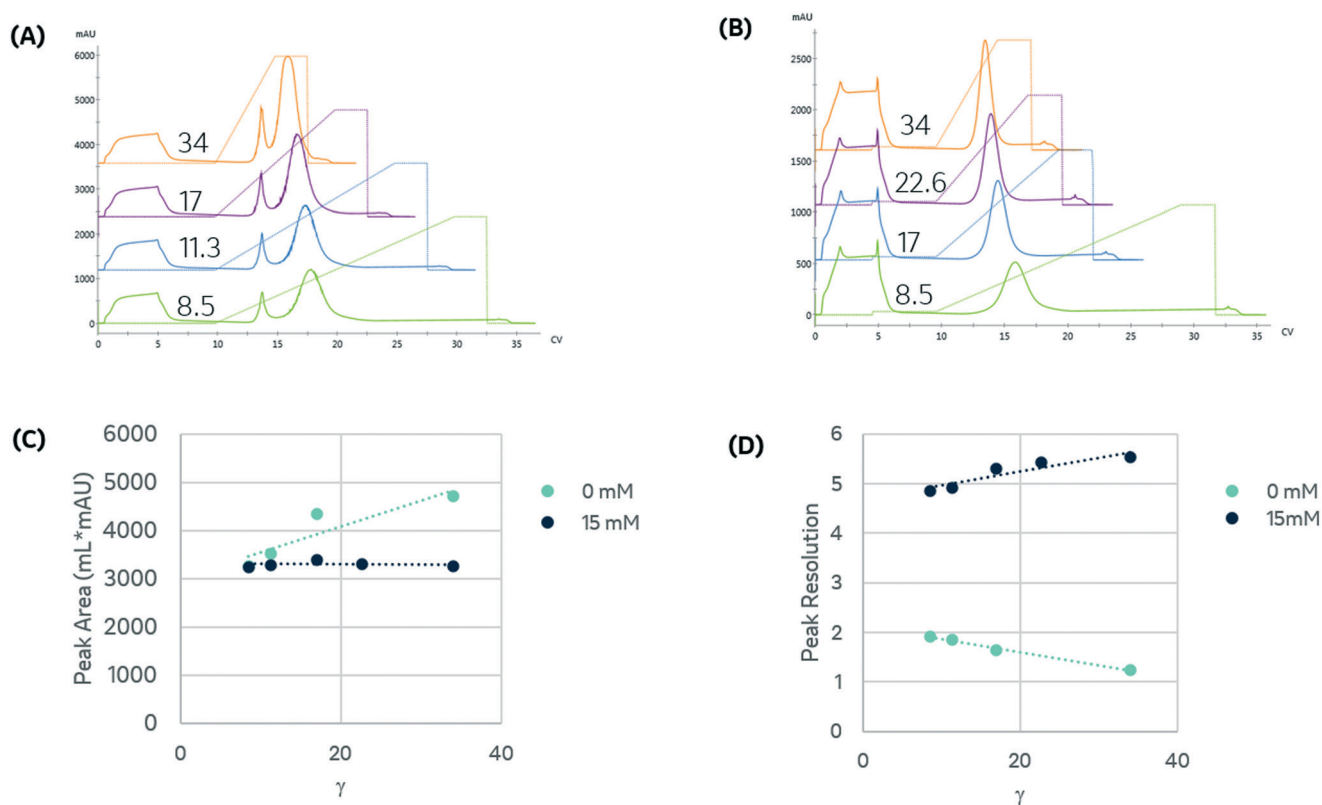 (A)
mAU
6000
5000
4000
3000
2000
1000
0
34
17
11.3
8.5
0 5 10 15 20 25 30 35 CV
(B)
mAU
2500
2000
1500
1000
500
0
34
22.6
17
8.5
0 5 10 15 20 25 30 35 CV
(C)
Peak Area (mL*mAU)
6000
5000
4000
3000
2000
1000
0
0 20 40
γ
0 mM
15 mM
(D)
Peak Resolution
6
5
4
3
2
1
0
0 20 40
γ
0 mM
15mM